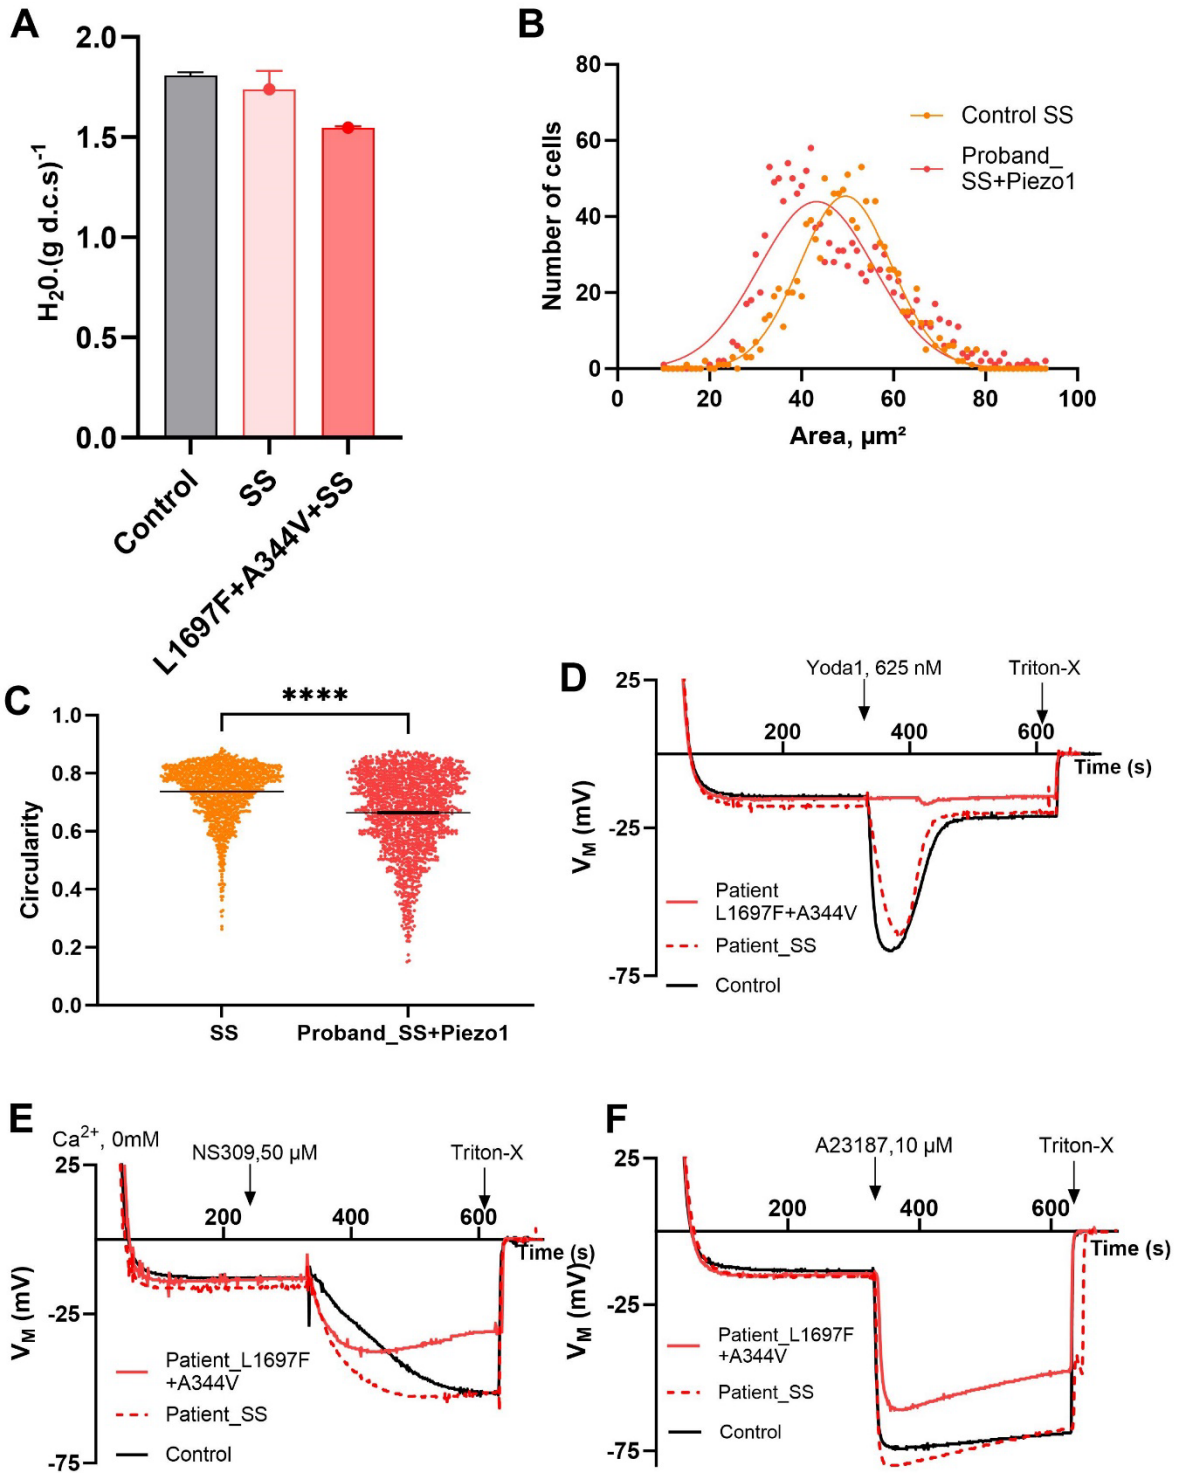 A
H₂0.(g d.c.s)⁻¹
2.0
1.5
1.0
0.5
0.0
Control
SS
L1697F+A344V+SS
B
Number of cells
80
60
40
20
0
0 20 40 60 80 100
Area, µm²
Control SS
Proband_
SS+Piezo1
C
Circularity
1.0
0.8
0.6
0.4
0.2
0.0
****
SS Proband_SS+Piezo1
D
Yoda1, 625 nM Triton-X
V_M (mV)
25
-25
-75
200 400 600
Time (s)
Patient
L1697F+A344V
Patient_SS
Control
E
Ca²⁺, 0mM
NS309,50 µM Triton-X
V_M (mV)
25
-25
-75
200 400 600
Time (s)
Patient_L1697F
+A344V
Patient_SS
Control
F
A23187,10 µM Triton-X
V_M (mV)
25
-25
-75
200 400 600
Time (s)
Patient_L1697F
+A344V
Patient_SS
Control